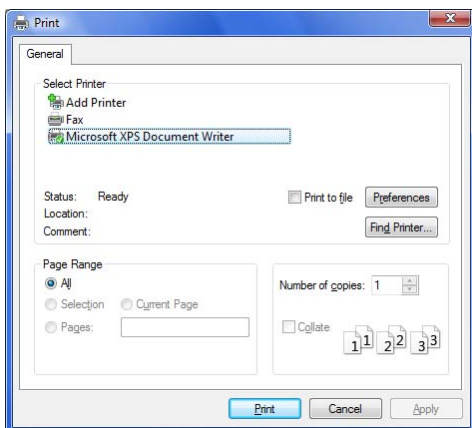 Print
General
Select Printer
Add Printer
Fax
Microsoft XPS Document Writer
Status: Ready
Print to file
Preferences
Location:
Comment:
Find Printer...
Page Range
All
Selection
Current Page
Pages:
Number of copies: 1
Collate
1 1 2 2 3 3
Print
Cancel
Apply